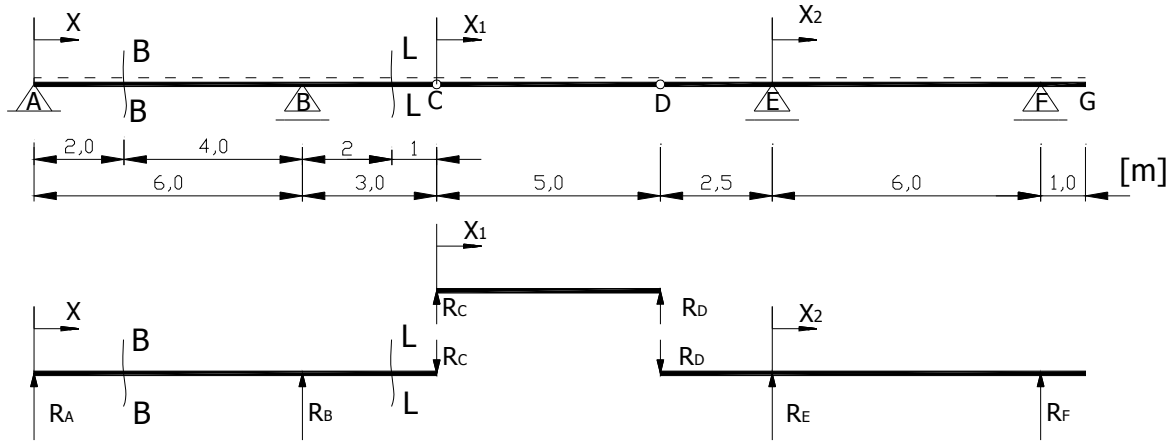 X X1 X2
B L
A B C D E F G
B L
2,0 4,0 2 1
6,0 3,0 5,0 2,5 6,0 1,0 [m]
X1
X RC RD X2
B L RC RD
B L
RA RB RE RF